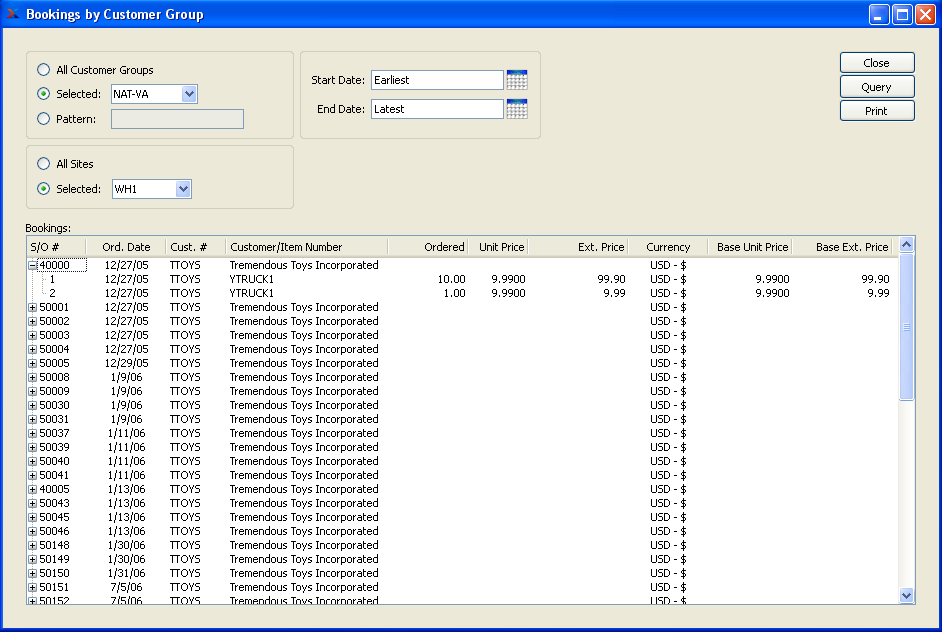 Bookings by Customer Group
All Customer Groups
Selected: NAT-VA
Pattern:
Start Date: Earliest
End Date: Latest
Close
Query
Print
All Sites
Selected: WH1
Bookings:
S/O # Ord. Date Cust. # Customer/Item Number Ordered Unit Price Ext. Price Currency Base Unit Price Base Ext. Price
40000 12/27/05 TTOYS Tremendous Toys Incorporated USD - $
1 12/27/05 TTOYS YTRUCK1 10.00 9.9900 99.90 USD - $ 9.9900 99.90
2 12/27/05 TTOYS YTRUCK1 1.00 9.9900 9.99 USD - $ 9.9900 9.99
50001 12/27/05 TTOYS Tremendous Toys Incorporated USD - $
50002 12/27/05 TTOYS Tremendous Toys Incorporated USD - $
50003 12/27/05 TTOYS Tremendous Toys Incorporated USD - $
50004 12/27/05 TTOYS Tremendous Toys Incorporated USD - $
50005 12/29/05 TTOYS Tremendous Toys Incorporated USD - $
50008 1/9/06 TTOYS Tremendous Toys Incorporated USD - $
50009 1/9/06 TTOYS Tremendous Toys Incorporated USD - $
50030 1/9/06 TTOYS Tremendous Toys Incorporated USD - $
50031 1/9/06 TTOYS Tremendous Toys Incorporated USD - $
50037 1/11/06 TTOYS Tremendous Toys Incorporated USD - $
50039 1/11/06 TTOYS Tremendous Toys Incorporated USD - $
50040 1/11/06 TTOYS Tremendous Toys Incorporated USD - $
50041 1/11/06 TTOYS Tremendous Toys Incorporated USD - $
40005 1/13/06 TTOYS Tremendous Toys Incorporated USD - $
50043 1/13/06 TTOYS Tremendous Toys Incorporated USD - $
50045 1/13/06 TTOYS Tremendous Toys Incorporated USD - $
50046 1/13/06 TTOYS Tremendous Toys Incorporated USD - $
50148 1/30/06 TTOYS Tremendous Toys Incorporated USD - $
50149 1/30/06 TTOYS Tremendous Toys Incorporated USD - $
50150 1/31/06 TTOYS Tremendous Toys Incorporated USD - $
50151 7/5/06 TTOYS Tremendous Toys Incorporated USD - $
50152 7/5/06 TTOYS Tremendous Toys Incorporated USD - $